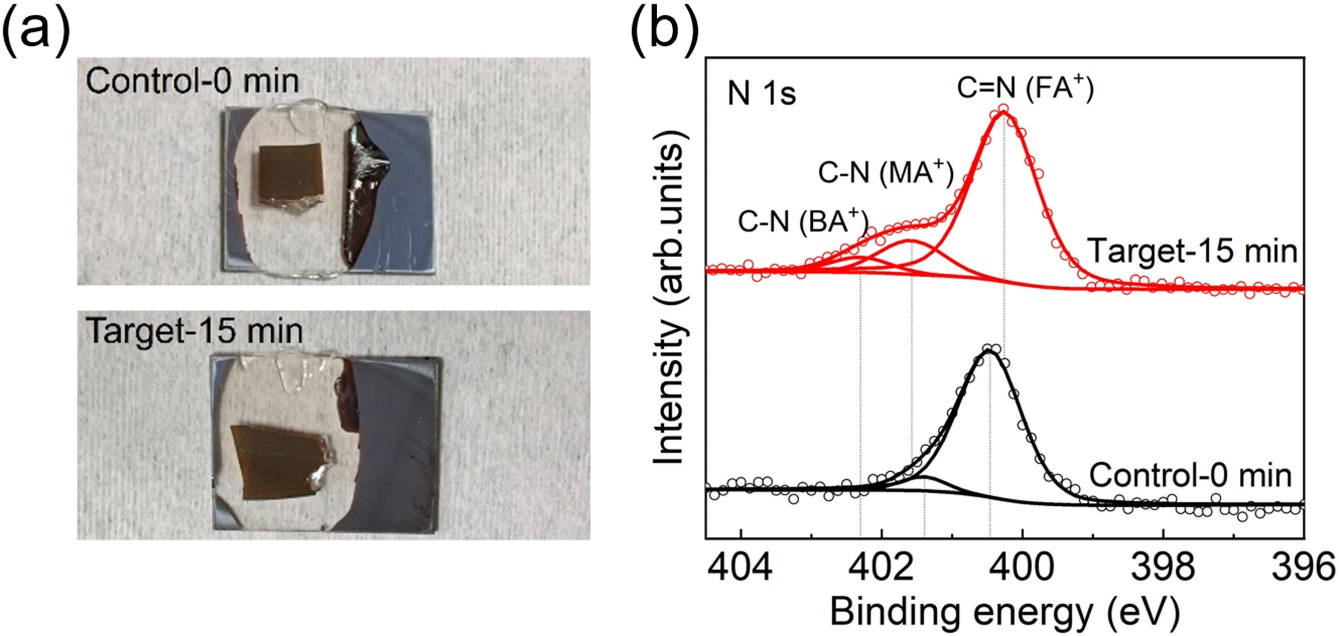 (a)
Control-0 min
Target-15 min
(b)
N 1s
C=N (FA⁺)
C-N (MA⁺)
C-N (BA⁺)
Target-15 min
Control-0 min
Intensity (arb.units)
404 402 400 398 396
Binding energy (eV)